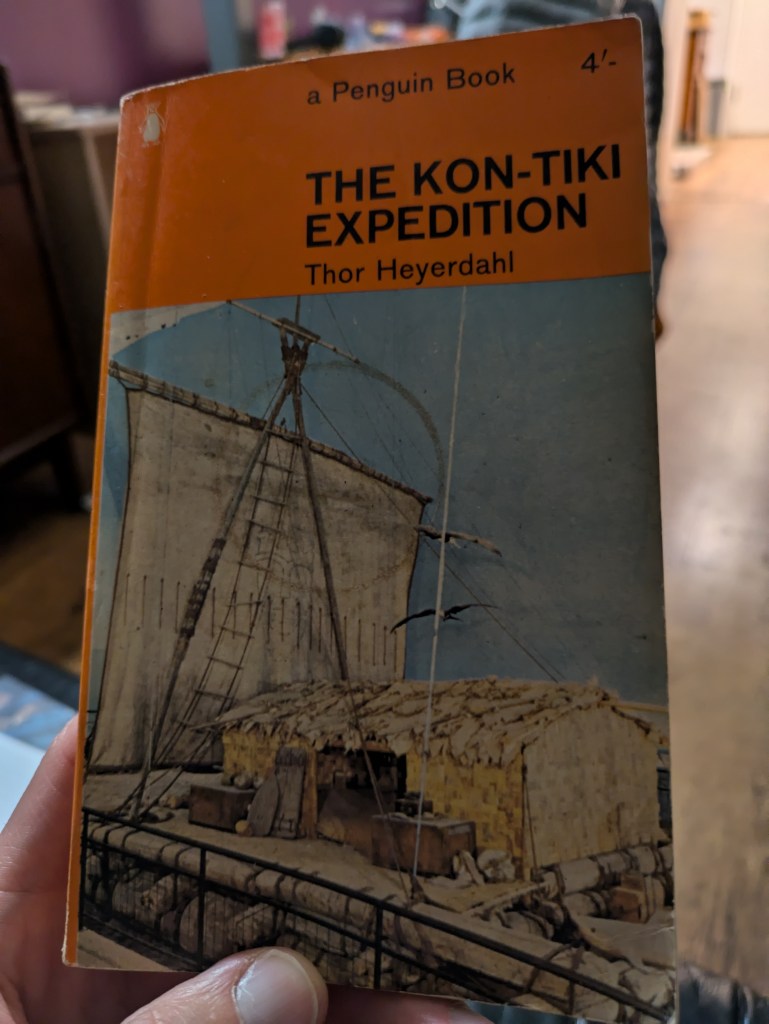 a Penguin Book 4'-
THE KON-TIKI
EXPEDITION
Thor Heyerdahl